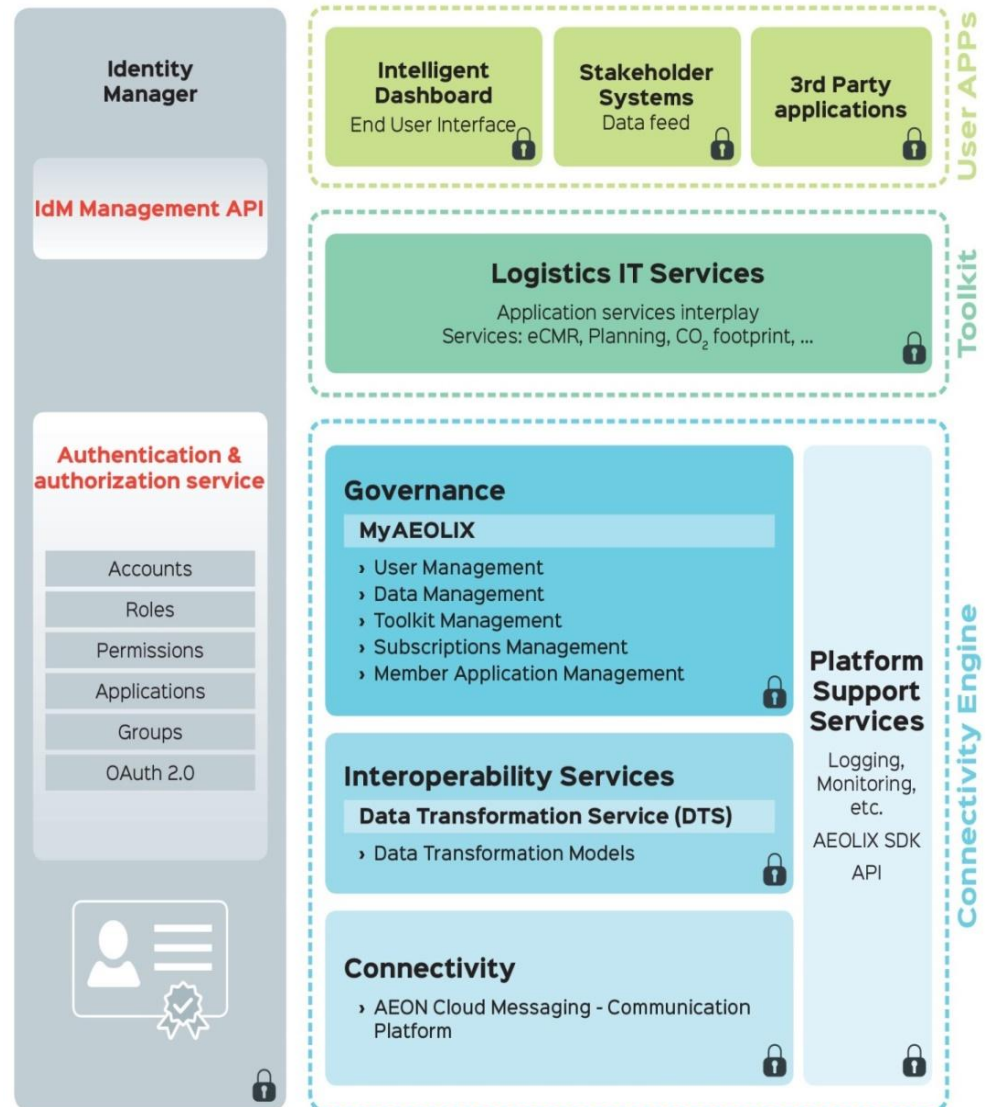 Identity
Manager
IdM Management API
Authentication &
authorization service
Accounts
Roles
Permissions
Applications
Groups
OAuth 2.0
Intelligent
Dashboard
End User Interface
Stakeholder
Systems
Data feed
3rd Party
applications
User APPs
Logistics IT Services
Application services interplay
Services: eCMR, Planning, CO₂ footprint, ...
Toolkit
Governance
MyAEOLIX
› User Management
› Data Management
› Toolkit Management
› Subscriptions Management
› Member Application Management
Interoperability Services
Data Transformation Service (DTS)
› Data Transformation Models
Connectivity
› AEON Cloud Messaging - Communication
Platform
Platform
Support
Services
Logging,
Monitoring,
etc.
AEOLIX SDK
API
Connectivity Engine